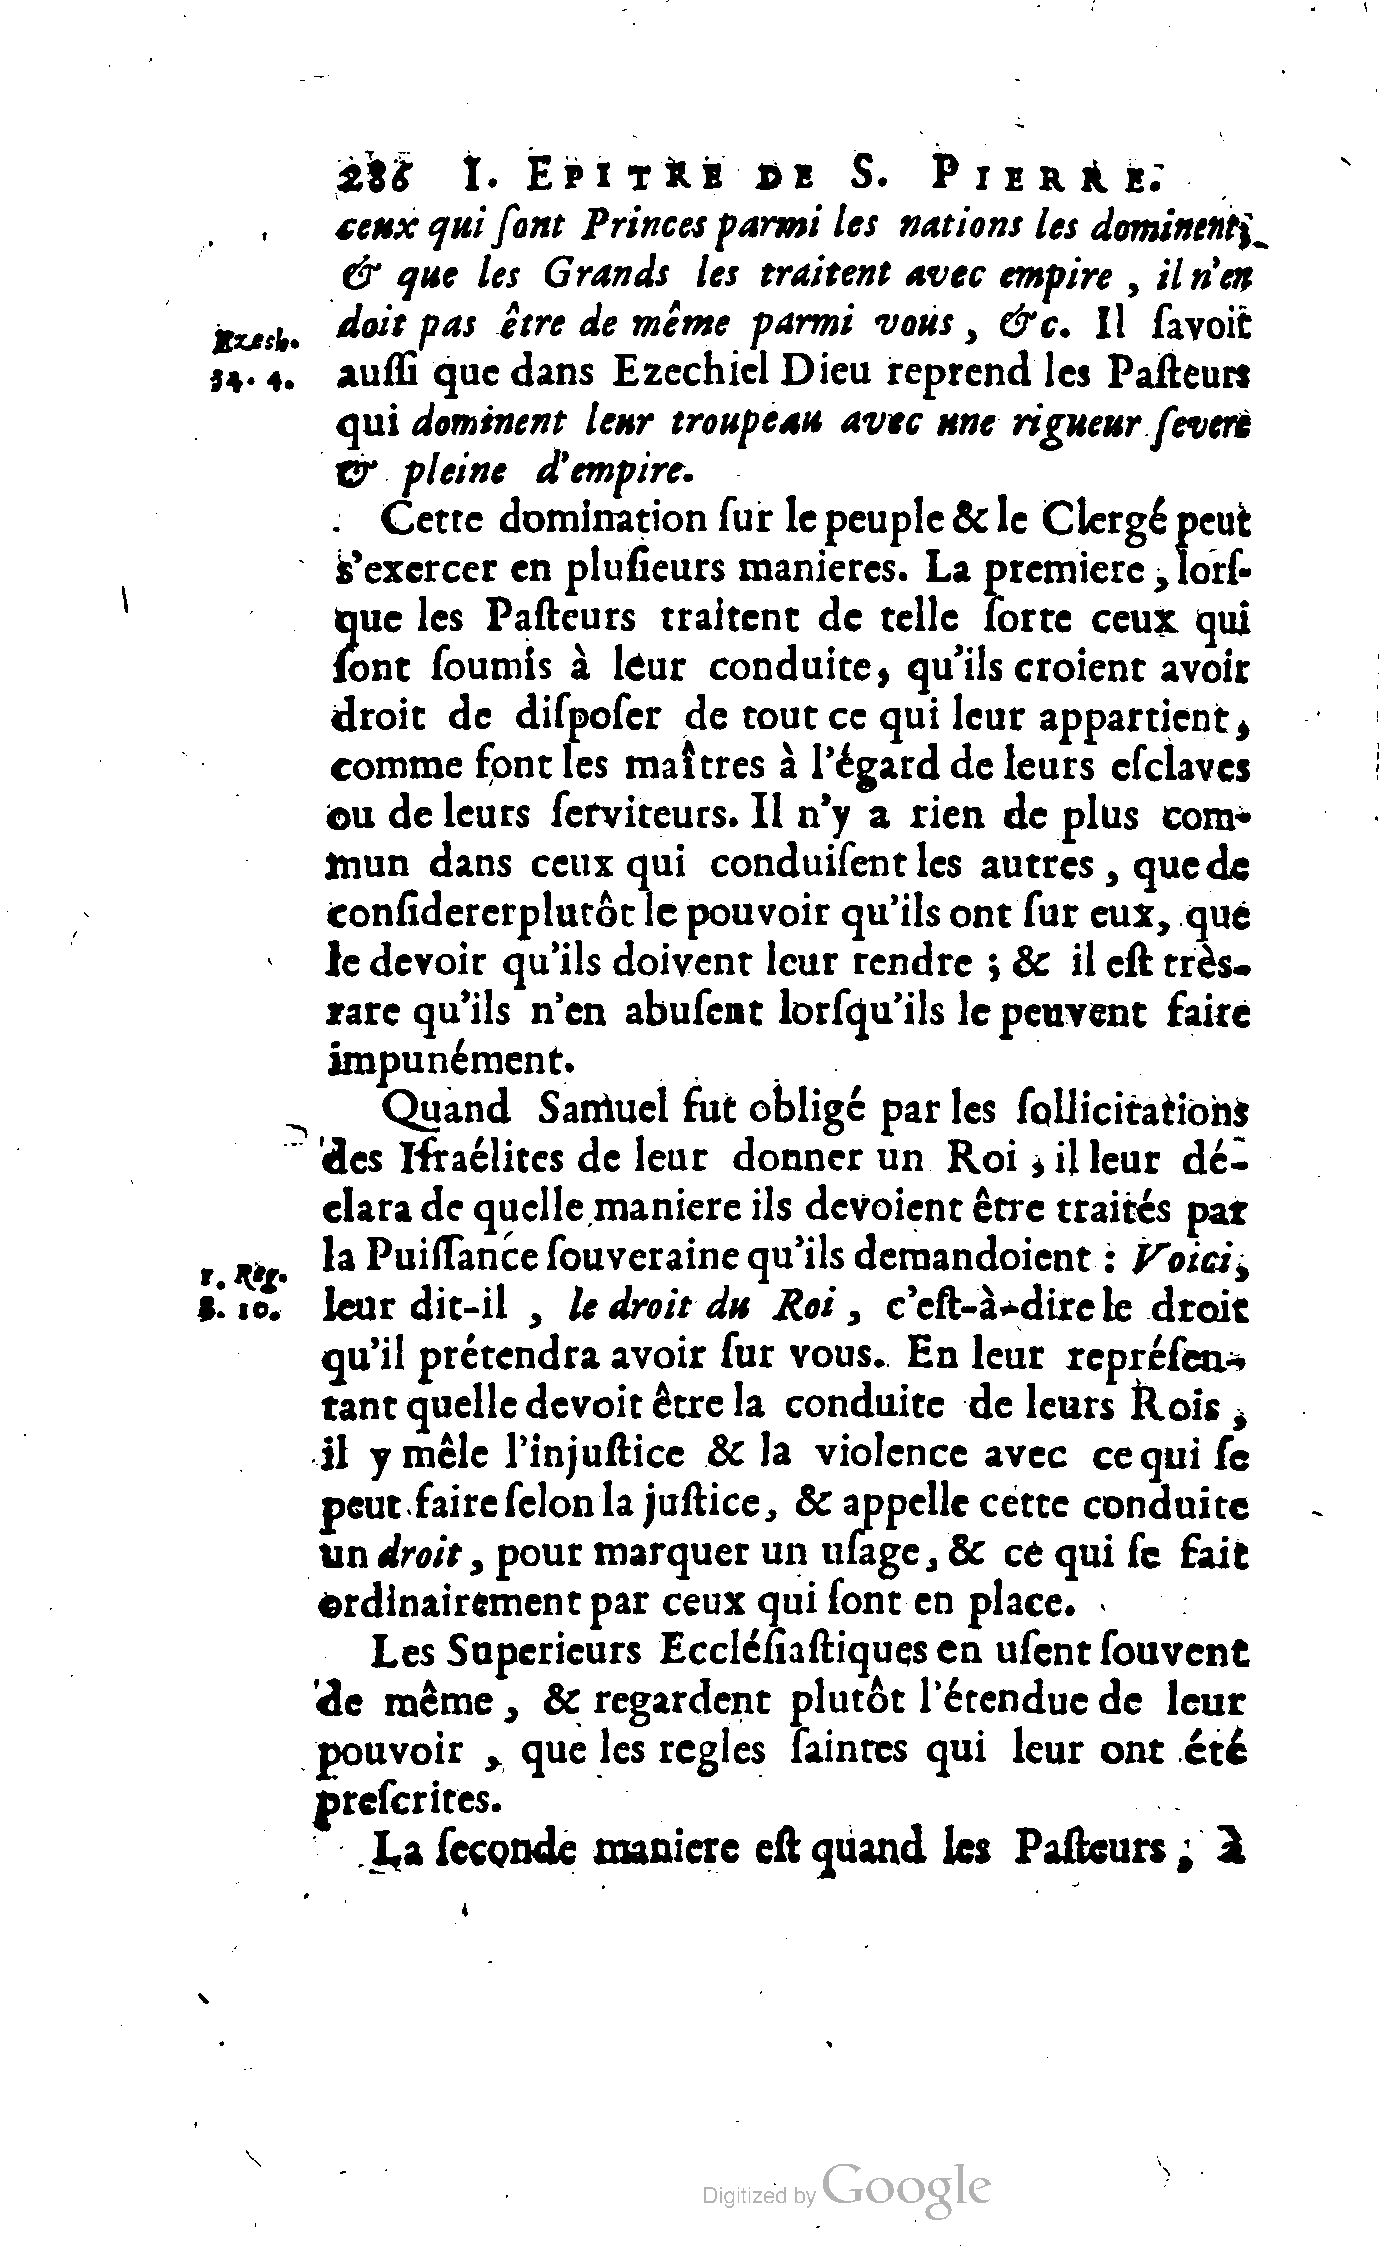 286 I. EPITRE DE S. PIERRE.
ceux qui ſont Princes parmi les nations les dominent;
& que les Grands les traitent avec empire, il n'en
doit pas être de même parmi vous, &c. Il ſavoit
Ezech.
34. 4.
auſſi que dans Ezechiel Dieu reprend les Paſteurs
qui dominent leur troupeau avec une rigueur ſevere
& pleine d'empire.
Cette domination ſur le peuple & le Clergé peut
s'exercer en pluſieurs manieres. La premiere, lorſ-
que les Paſteurs traitent de telle ſorte ceux qui
ſont ſoumis à leur conduite, qu'ils croient avoir
droit de diſpoſer de tout ce qui leur appartient,
comme font les maîtres à l'égard de leurs eſclaves
ou de leurs ſerviteurs. Il n'y a rien de plus com-
mun dans ceux qui conduiſent les autres, que de
conſiderer plutôt le pouvoir qu'ils ont ſur eux, que
le devoir qu'ils doivent leur rendre ; & il eſt très-
rare qu'ils n'en abuſent lorſqu'ils le peuvent faire
impunément.
Quand Samuel fut obligé par les ſollicitations
des Iſraélites de leur donner un Roi, il leur dé-
clara de quelle maniere ils devoient être traités par
la Puiſſance ſouveraine qu'ils demandoient : Voici,
1. Reg.
8. 10.
leur dit-il, le droit du Roi, c'eſt-à-dire le droit
qu'il prétendra avoir ſur vous. En leur repréſen-
tant quelle devoit être la conduite de leurs Rois,
il y mêle l'injuſtice & la violence avec ce qui ſe
peut faire ſelon la juſtice, & appelle cette conduite
un droit, pour marquer un uſage, & ce qui ſe fait
ordinairement par ceux qui ſont en place.
Les Superieurs Eccléſiaſtiques en uſent ſouvent
de même, & regardent plutôt l'étendue de leur
pouvoir, que les regles ſaintes qui leur ont été
preſcrites.
La ſeconde maniere eſt quand les Paſteurs, à
Digitized by Google